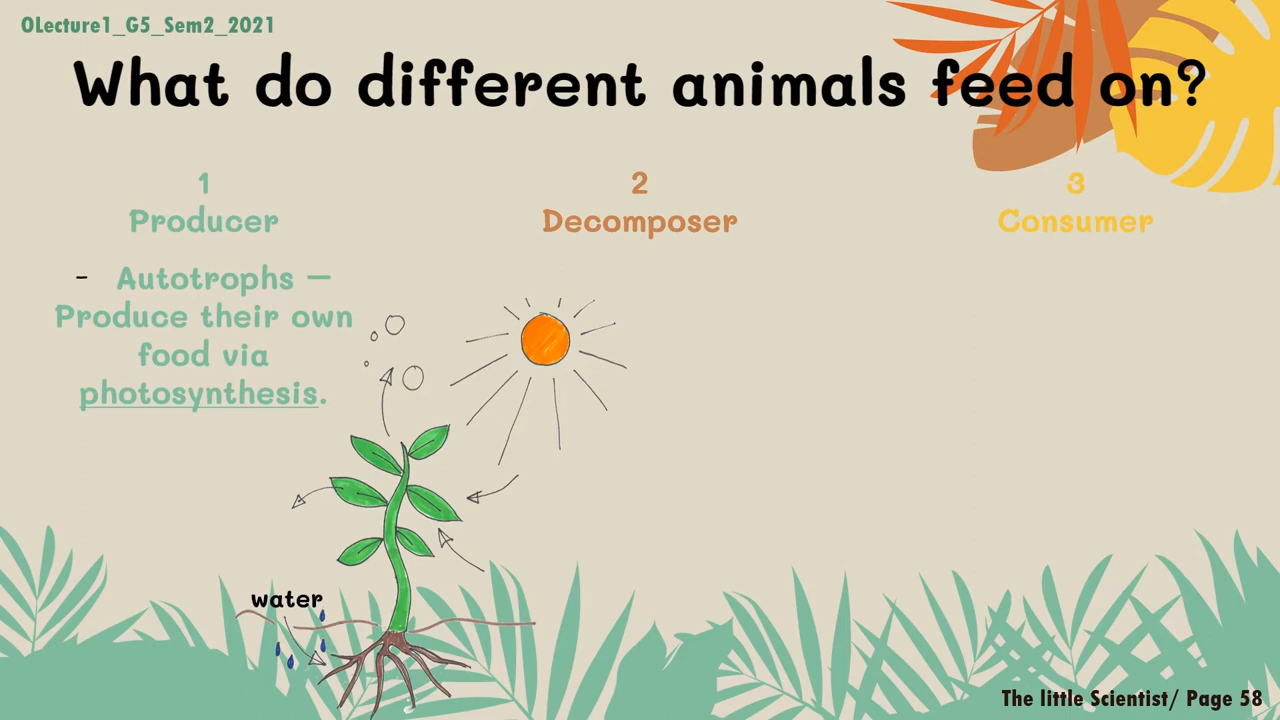 OLecture1_G5_Sem2_2021
What do different animals feed on?
1
Producer
- Autotrophs –
Produce their own
food via
photosynthesis.
2
Decomposer
3
Consumer
water
The little Scientist/ Page 58